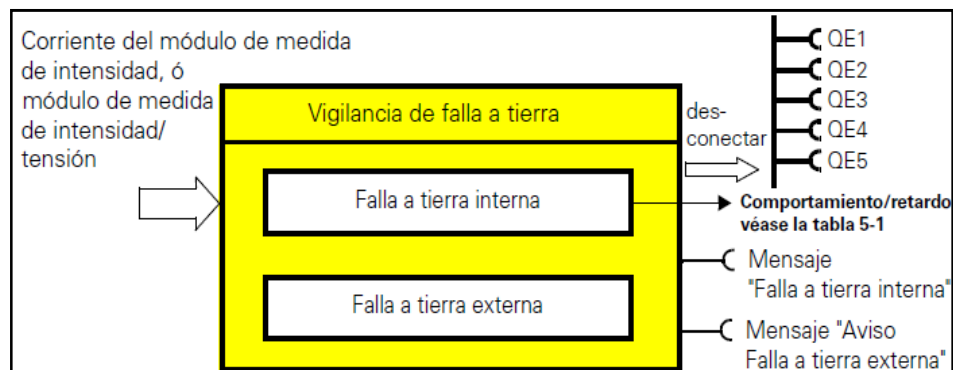 Corriente del módulo de medida
de intensidad, ó
módulo de medida
de intensidad/
tensión
Vigilancia de falla a tierra
Falla a tierra interna
Falla a tierra externa
des-
conectar
QE1
QE2
QE3
QE4
QE5
Comportamiento/retardo
véase la tabla 5-1
Mensaje
"Falla a tierra interna"
Mensaje "Aviso
Falla a tierra externa"